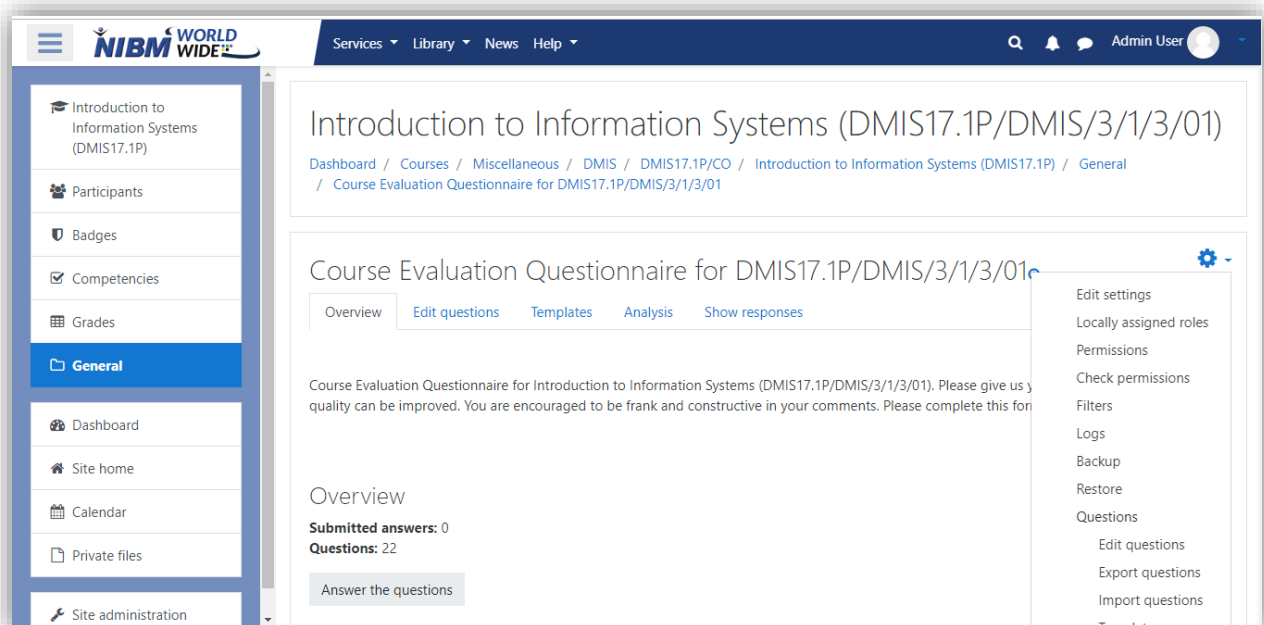 NIBM WORLD WIDE
Services Library News Help Admin User
Introduction to
Information Systems
(DMIS17.1P)
Participants
Badges
Competencies
Grades
General
Dashboard
Site home
Calendar
Private files
Site administration
Introduction to Information Systems (DMIS17.1P/DMIS/3/1/3/01)
Dashboard / Courses / Miscellaneous / DMIS / DMIS17.1P/CO / Introduction to Information Systems (DMIS17.1P) / General
/ Course Evaluation Questionnaire for DMIS17.1P/DMIS/3/1/3/01
Course Evaluation Questionnaire for DMIS17.1P/DMIS/3/1/3/01
Overview Edit questions Templates Analysis Show responses
Course Evaluation Questionnaire for Introduction to Information Systems (DMIS17.1P/DMIS/3/1/3/01). Please give us
quality can be improved. You are encouraged to be frank and constructive in your comments. Please complete this
Overview
Submitted answers: 0
Questions: 22
Answer the questions
Edit settings
Locally assigned roles
Permissions
Check permissions
Filters
Logs
Backup
Restore
Questions
Edit questions
Export questions
Import questions